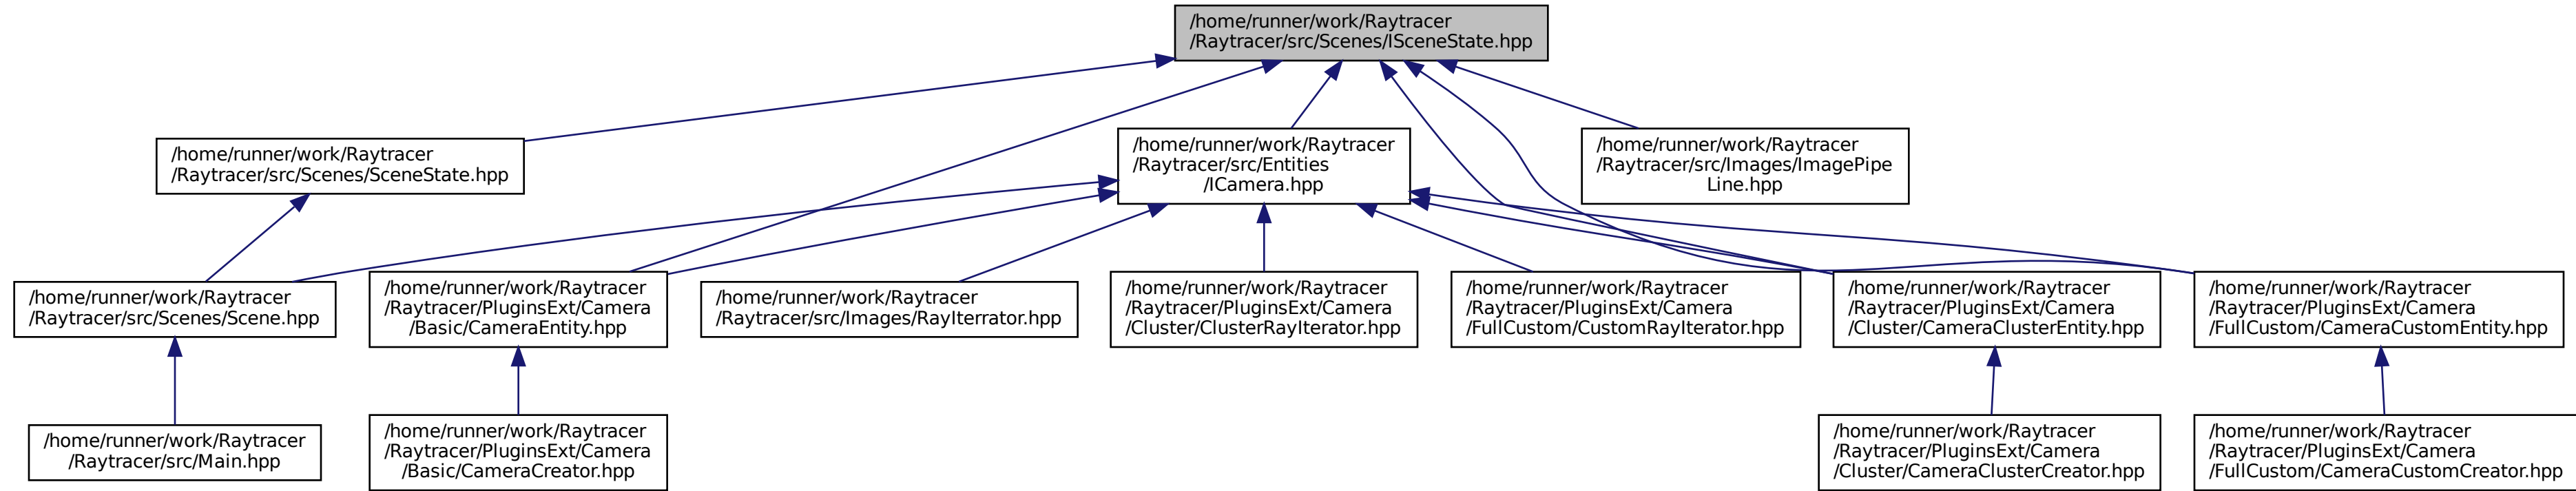 /home/runner/work/Raytracer
/Raytracer/src/Scenes/ISceneState.hpp
/home/runner/work/Raytracer
/Raytracer/src/Scenes/SceneState.hpp
/home/runner/work/Raytracer
/Raytracer/src/Entities
/ICamera.hpp
/home/runner/work/Raytracer
/Raytracer/src/Images/ImagePipe
Line.hpp
/home/runner/work/Raytracer
/Raytracer/src/Scenes/Scene.hpp
/home/runner/work/Raytracer
/Raytracer/PluginsExt/Camera
/Basic/CameraEntity.hpp
/home/runner/work/Raytracer
/Raytracer/src/Images/RayIterrator.hpp
/home/runner/work/Raytracer
/Raytracer/PluginsExt/Camera
/Cluster/ClusterRayIterator.hpp
/home/runner/work/Raytracer
/Raytracer/PluginsExt/Camera
/FullCustom/CustomRayIterator.hpp
/home/runner/work/Raytracer
/Raytracer/PluginsExt/Camera
/Cluster/CameraClusterEntity.hpp
/home/runner/work/Raytracer
/Raytracer/PluginsExt/Camera
/FullCustom/CameraCustomEntity.hpp
/home/runner/work/Raytracer
/Raytracer/src/Main.hpp
/home/runner/work/Raytracer
/Raytracer/PluginsExt/Camera
/Basic/CameraCreator.hpp
/home/runner/work/Raytracer
/Raytracer/PluginsExt/Camera
/Cluster/CameraClusterCreator.hpp
/home/runner/work/Raytracer
/Raytracer/PluginsExt/Camera
/FullCustom/CameraCustomCreator.hpp